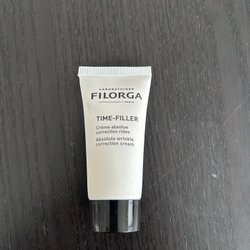 LABORATOIRES
FILORGA
PARIS
TIME-FILLER
Crème absolue
correction rides
Absolute wrinkle
correction cream